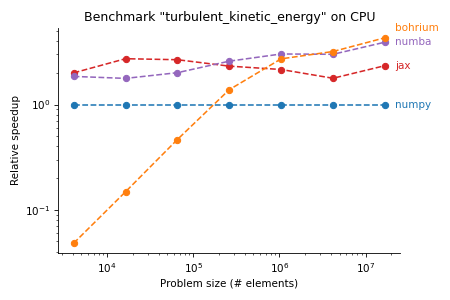 Benchmark "turbulent_kinetic_energy" on CPU
bohrium
numba
jax
numpy
Relative speedup
10⁰
10⁻¹
10⁴
10⁵
10⁶
10⁷
Problem size (# elements)